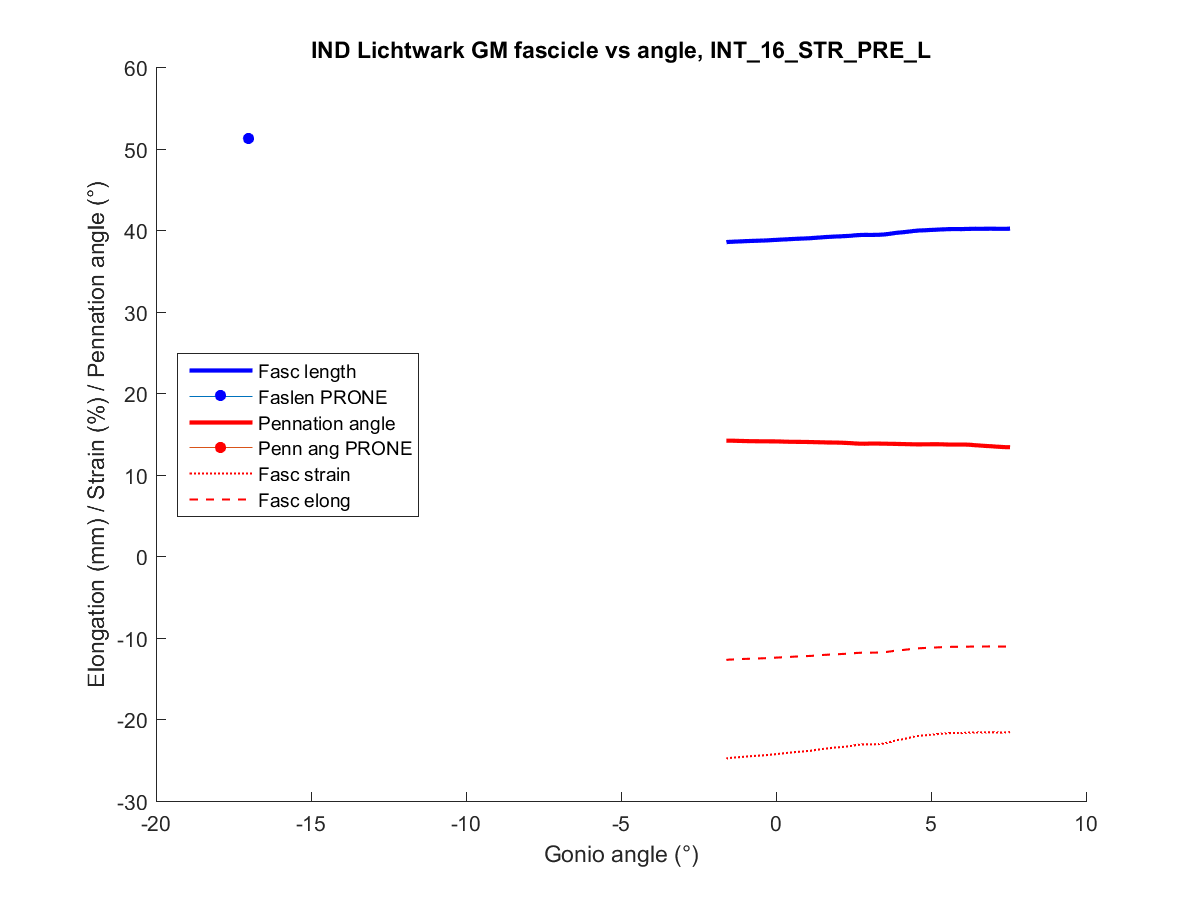 IND Lichtwark GM fascicle vs angle, INT_16_STR_PRE_L
60
50
40
30
20
10
0
-10
-20
-30
Elongation (mm) / Strain (%) / Pennation angle (°)
Fasc length
Faslen PRONE
Pennation angle
Penn ang PRONE
Fasc strain
Fasc elong
-20 -15 -10 -5 0 5 10
Gonio angle (°)